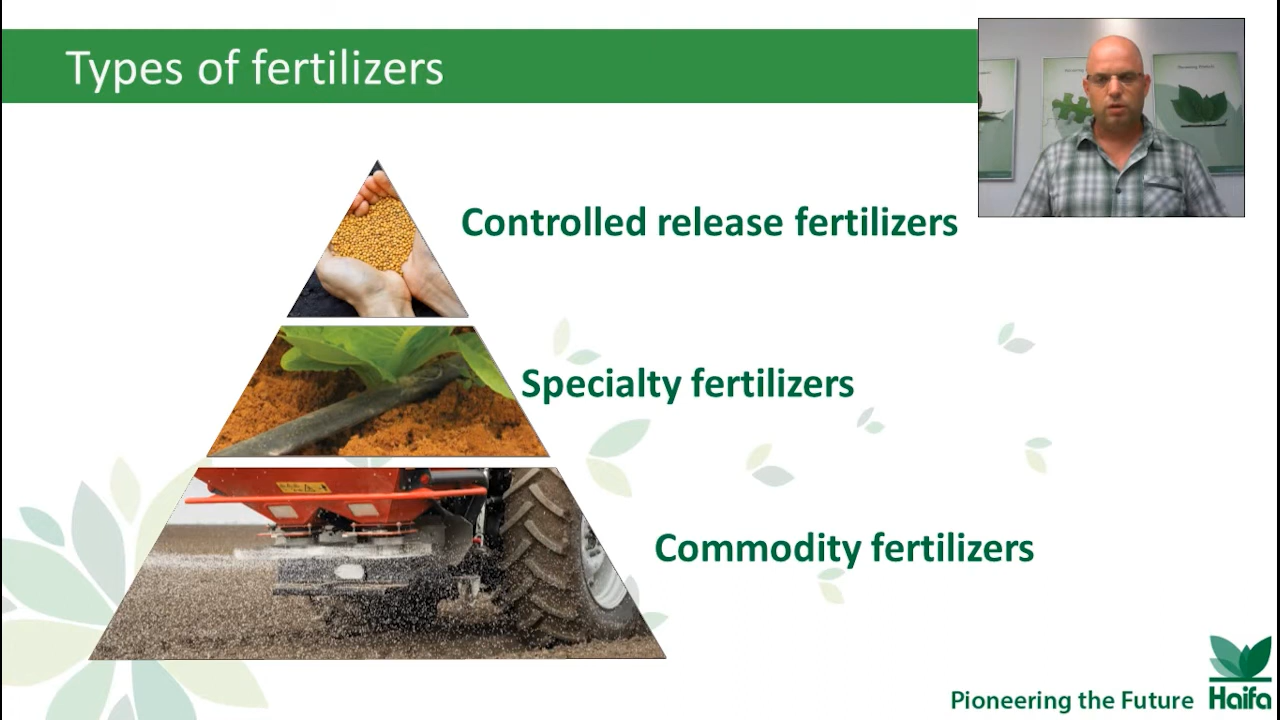 Types of fertilizers
Controlled release fertilizers
Specialty fertilizers
Commodity fertilizers
Pioneering the Future
Haifa